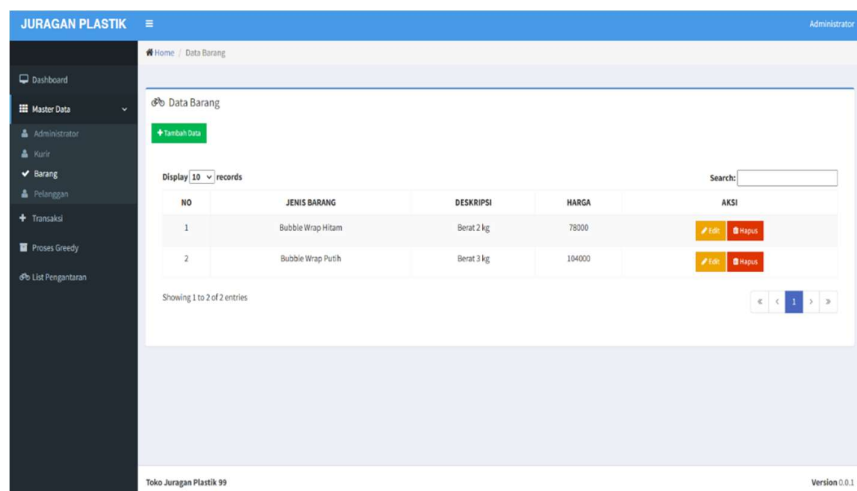 JURAGAN PLASTIK
Administrator
Home / Data Barang
Dashboard
Master Data
Administrator
Kurir
Barang
Pelanggan
Transaksi
Proses Greedy
List Pengantaran
Data Barang
+Tambah Data
Display 10 records
Search:
NO JENIS BARANG DESKRIPSI HARGA AKSI
1 Bubble Wrap Hitam Berat 2 kg 78000 Edit Hapus
2 Bubble Wrap Putih Berat 3 kg 104000 Edit Hapus
Showing 1 to 2 of 2 entries
« < 1 > »
Toko Juragan Plastik 99
Version 0.0.1